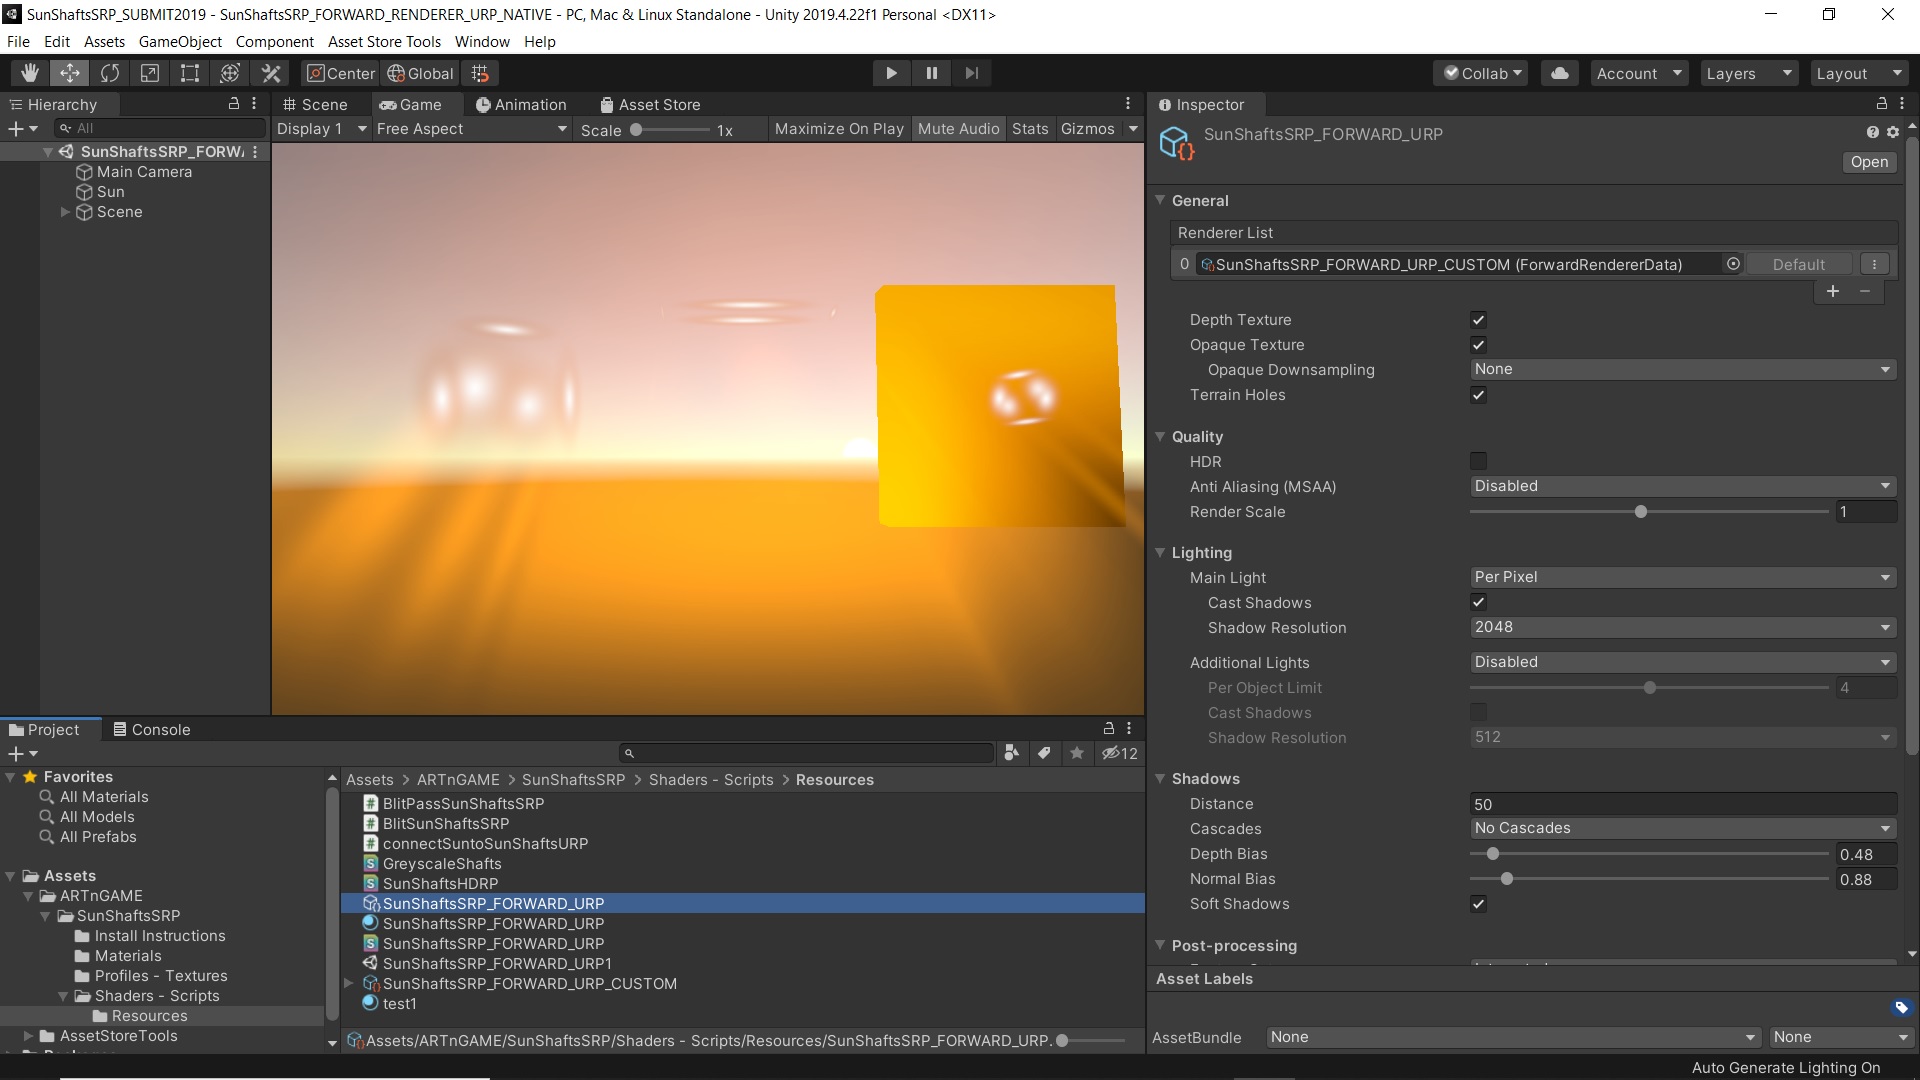 SunShaftsSRP_SUBMIT2019 - SunShaftsSRP_FORWARD_RENDERER_URP_NATIVE - PC, Mac & Linux Standalone - Unity 2019.4.22f1 Personal <DX11>
File Edit Assets GameObject Component Asset Store Tools Window Help
Center Global Collab Account Layers Layout
Hierarchy
All
SunShaftsSRP_FORW
Main Camera
Sun
Scene
Scene Game Animation Asset Store
Display 1 Free Aspect Scale 1x Maximize On Play Mute Audio Stats Gizmos
Project Console
12
Favorites
All Materials
All Models
All Prefabs
Assets
ARTnGAME
SunShaftsSRP
Install Instructions
Materials
Profiles - Textures
Shaders - Scripts
Resources
AssetStoreTools
Assets > ARTnGAME > SunShaftsSRP > Shaders - Scripts > Resources
BlitPassSunShaftsSRP
BlitSunShaftsSRP
connectSuntoSunShaftsURP
GreyscaleShafts
SunShaftsHDRP
SunShaftsSRP_FORWARD_URP
SunShaftsSRP_FORWARD_URP
SunShaftsSRP_FORWARD_URP
SunShaftsSRP_FORWARD_URP1
SunShaftsSRP_FORWARD_URP_CUSTOM
test1
Assets/ARTnGAME/SunShaftsSRP/Shaders - Scripts/Resources/SunShaftsSRP_FORWARD_URP.
Inspector
SunShaftsSRP_FORWARD_URP
Open
General
Renderer List
0 SunShaftsSRP_FORWARD_URP_CUSTOM (ForwardRendererData) Default
+ −
Depth Texture
Opaque Texture
Opaque Downsampling None
Terrain Holes
Quality
HDR
Anti Aliasing (MSAA) Disabled
Render Scale 1
Lighting
Main Light Per Pixel
Cast Shadows
Shadow Resolution 2048
Additional Lights Disabled
Per Object Limit 4
Cast Shadows
Shadow Resolution 512
Shadows
Distance 50
Cascades No Cascades
Depth Bias 0.48
Normal Bias 0.88
Soft Shadows
Post-processing
Asset Labels
AssetBundle None None
Auto Generate Lighting On